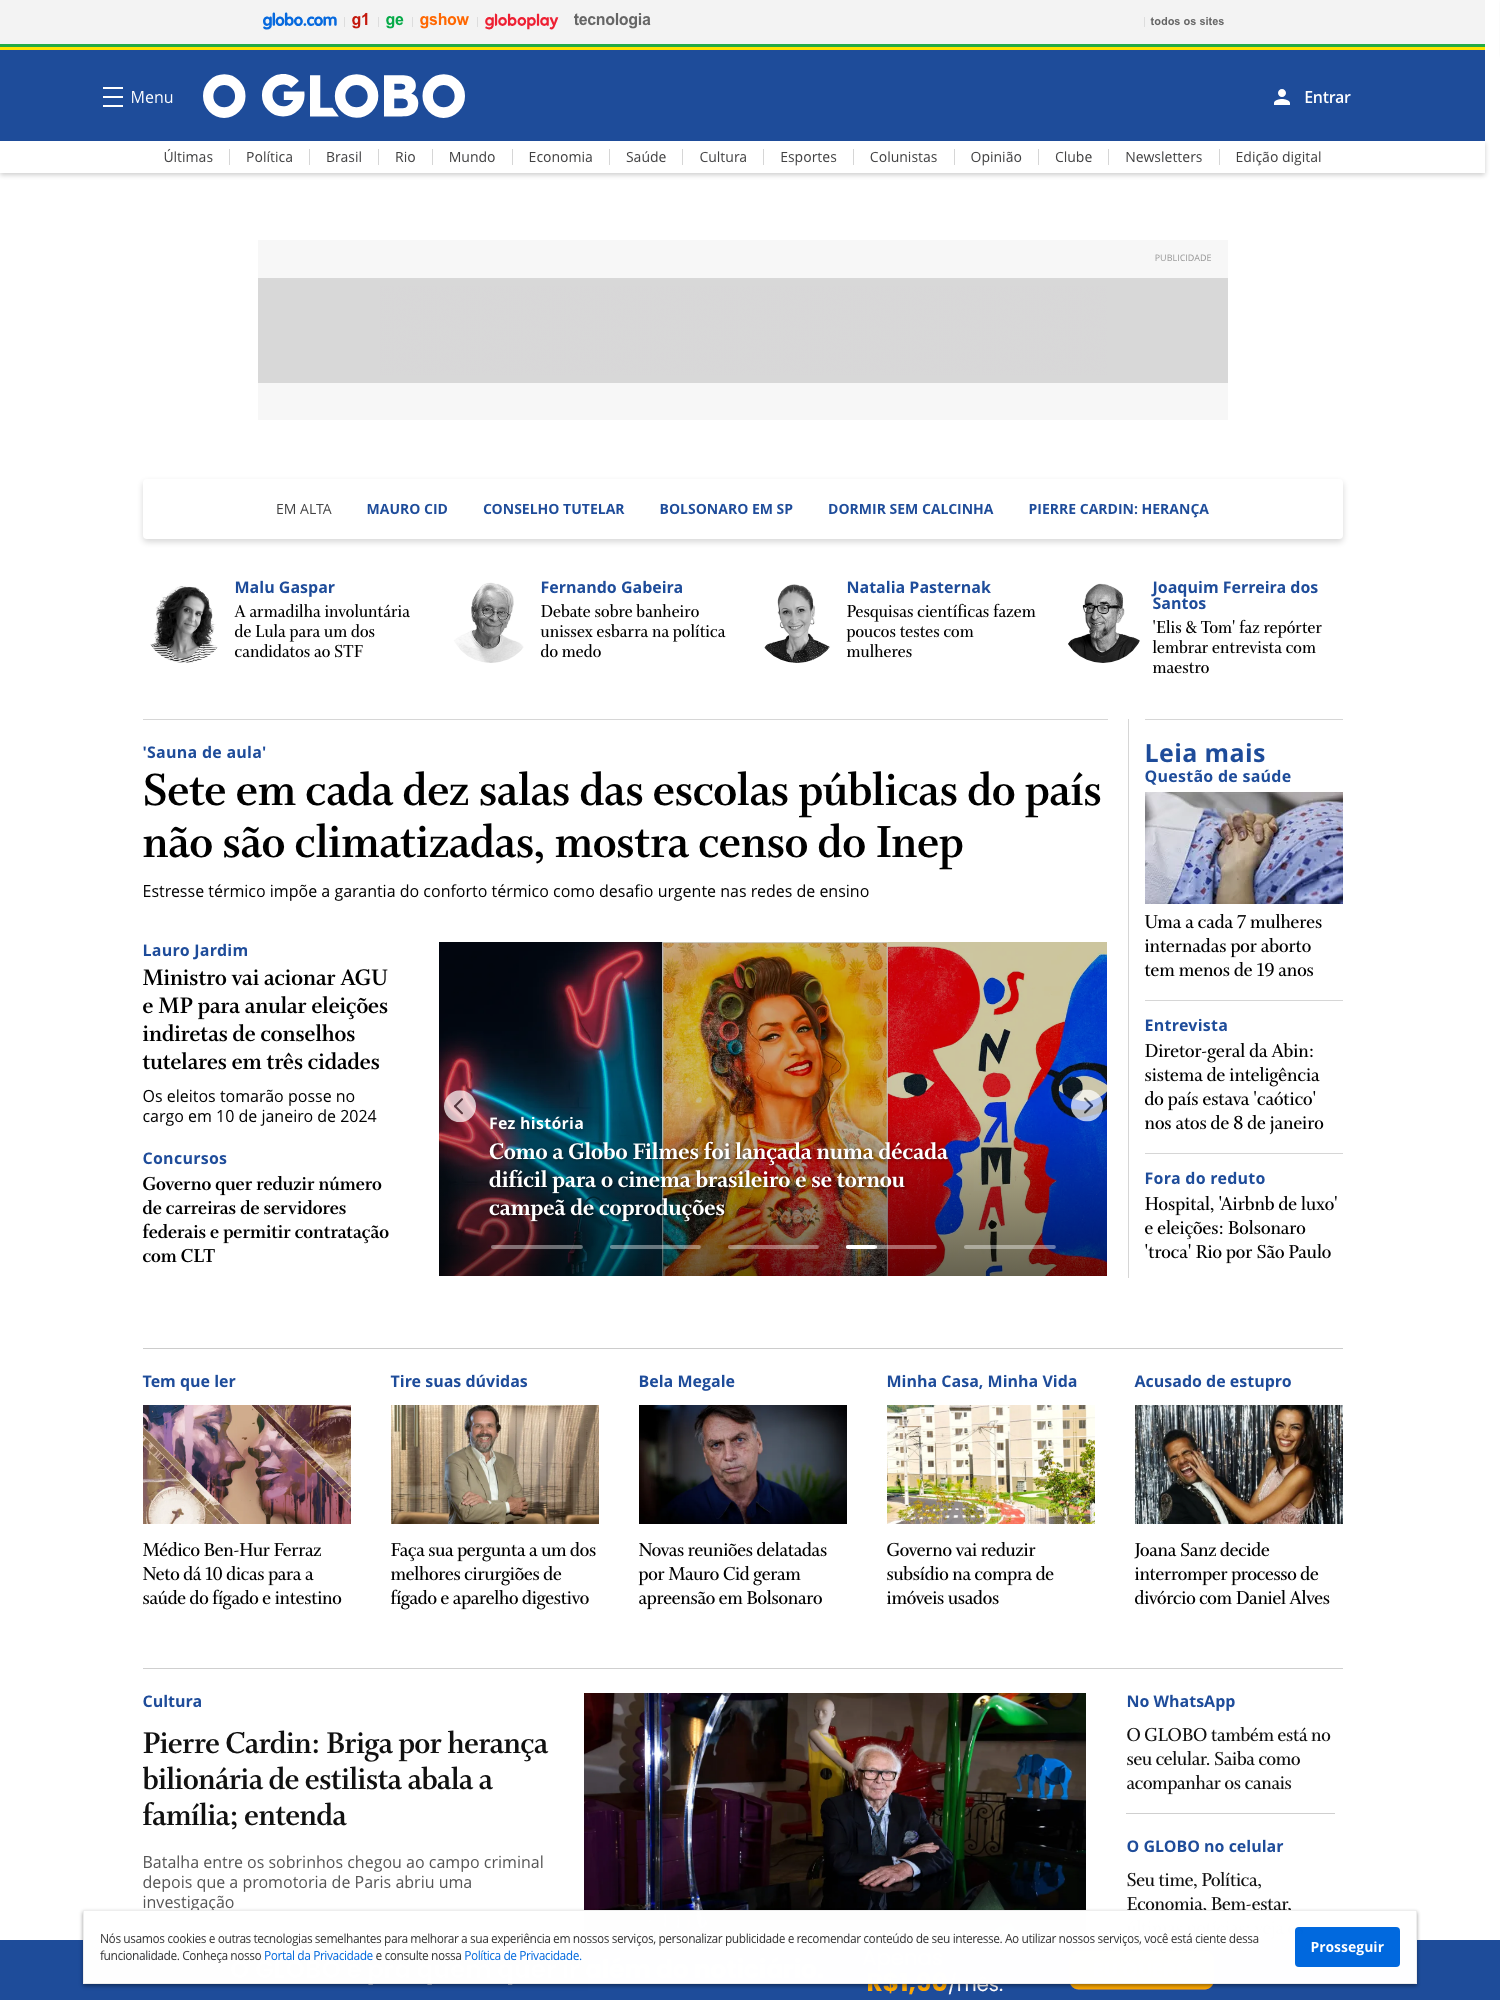 globo.com g1 ge gshow globoplay tecnologia todos os sites
Menu O GLOBO Entrar
Últimas Política Brasil Rio Mundo Economia Saúde Cultura Esportes Colunistas Opinião Clube Newsletters Edição digital
PUBLICIDADE
EM ALTA MAURO CID CONSELHO TUTELAR BOLSONARO EM SP DORMIR SEM CALCINHA PIERRE CARDIN: HERANÇA
Malu Gaspar
A armadilha involuntária
de Lula para um dos
candidatos ao STF
Fernando Gabeira
Debate sobre banheiro
unissex esbarra na política
do medo
Natalia Pasternak
Pesquisas científicas fazem
poucos testes com
mulheres
Joaquim Ferreira dos
Santos
'Elis & Tom' faz repórter
lembrar entrevista com
maestro
'Sauna de aula'
Sete em cada dez salas das escolas públicas do país
não são climatizadas, mostra censo do Inep
Estresse térmico impõe a garantia do conforto térmico como desafio urgente nas redes de ensino
Lauro Jardim
Ministro vai acionar AGU
e MP para anular eleições
indiretas de conselhos
tutelares em três cidades
Os eleitos tomarão posse no
cargo em 10 de janeiro de 2024
Concursos
Governo quer reduzir número
de carreiras de servidores
federais e permitir contratação
com CLT
OS
NORMAIS
Fez história
Como a Globo Filmes foi lançada numa década
difícil para o cinema brasileiro e se tornou
campeã de coproduções
Leia mais
Questão de saúde
Uma a cada 7 mulheres
internadas por aborto
tem menos de 19 anos
Entrevista
Diretor-geral da Abin:
sistema de inteligência
do país estava 'caótico'
nos atos de 8 de janeiro
Fora do reduto
Hospital, 'Airbnb de luxo'
e eleições: Bolsonaro
'troca' Rio por São Paulo
Tem que ler
Médico Ben-Hur Ferraz
Neto dá 10 dicas para a
saúde do fígado e intestino
Tire suas dúvidas
Faça sua pergunta a um dos
melhores cirurgiões de
fígado e aparelho digestivo
Bela Megale
Novas reuniões delatadas
por Mauro Cid geram
apreensão em Bolsonaro
Minha Casa, Minha Vida
Governo vai reduzir
subsídio na compra de
imóveis usados
Acusado de estupro
Joana Sanz decide
interromper processo de
divórcio com Daniel Alves
Cultura
Pierre Cardin: Briga por herança
bilionária de estilista abala a
família; entenda
Batalha entre os sobrinhos chegou ao campo criminal
depois que a promotoria de Paris abriu uma
investigação
No WhatsApp
O GLOBO também está no
seu celular. Saiba como
acompanhar os canais
O GLOBO no celular
Seu time, Política,
Economia, Bem-estar,
Nós usamos cookies e outras tecnologias semelhantes para melhorar a sua experiência em nossos serviços, personalizar publicidade e recomendar conteúdo de seu interesse. Ao utilizar nossos serviços, você está ciente dessa
funcionalidade. Conheça nosso Portal da Privacidade e consulte nossa Política de Privacidade.
Prosseguir
/mês.